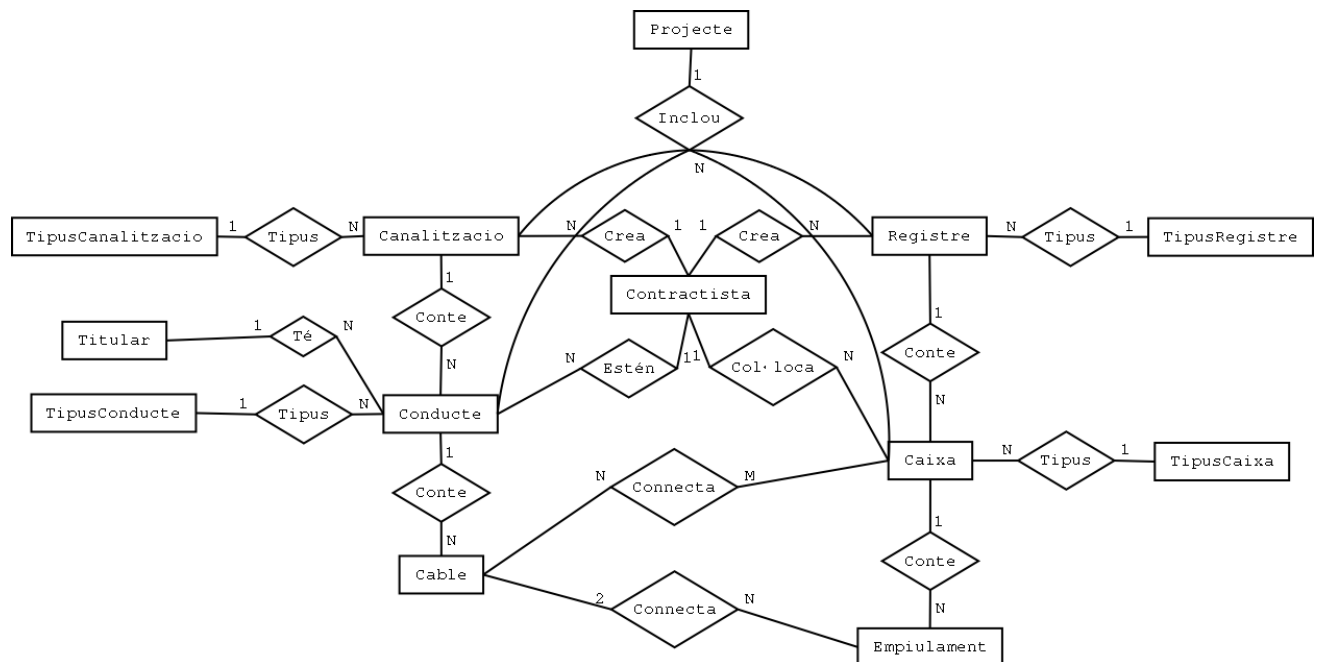 Projecte
1
Inclou
N
TipusCanalitzacio 1 Tipus N Canalitzacio N Crea 1 1 Crea N Registre N Tipus 1 TipusRegistre
1 Contractista 1
Conte Conte
Titular 1 Té N N Estén 1 1 Col·loca N
N N
TipusConducte 1 Tipus N Conducte
1 Caixa N Tipus 1 TipusCaixa
Conte N Connecta M 1
N Conte
Cable 2 Connecta N N
Empiulament